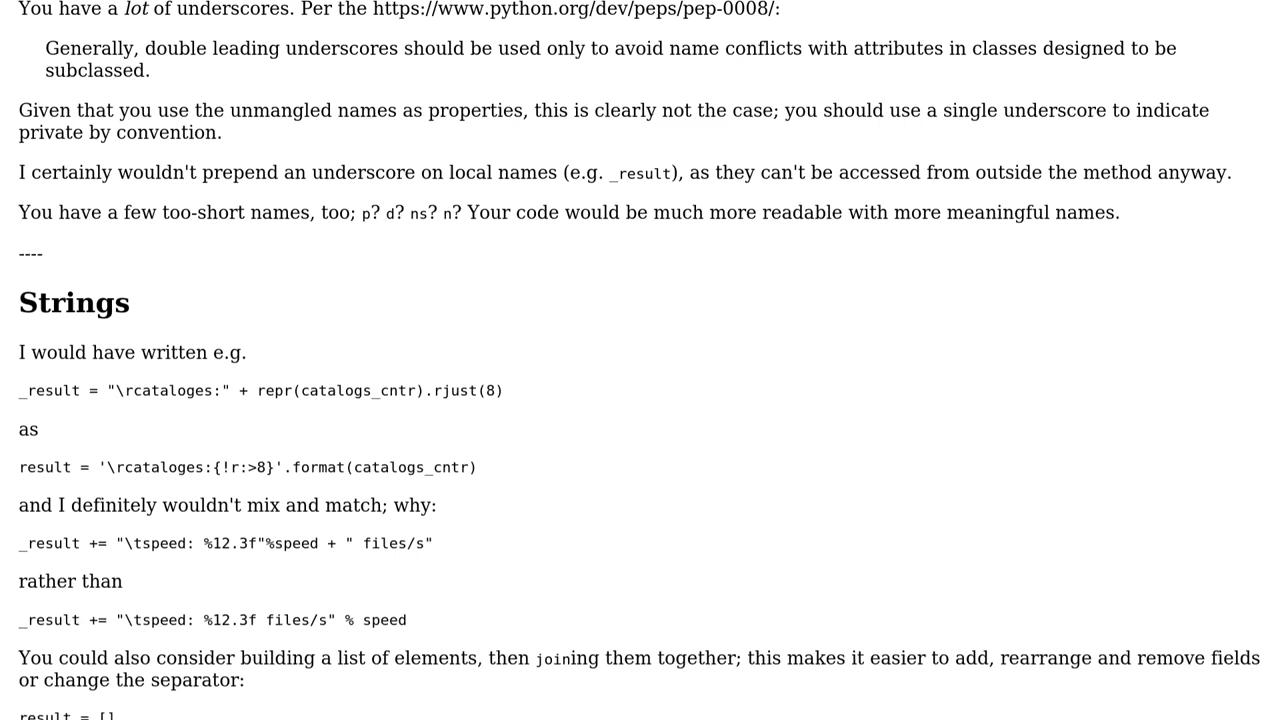 You have a lot of underscores. Per the https://www.python.org/dev/peps/pep-0008/:
Generally, double leading underscores should be used only to avoid name conflicts with attributes in classes designed to be
subclassed.
Given that you use the unmangled names as properties, this is clearly not the case; you should use a single underscore to indicate
private by convention.
I certainly wouldn't prepend an underscore on local names (e.g. _result), as they can't be accessed from outside the method anyway.
You have a few too-short names, too; p? d? ns? n? Your code would be much more readable with more meaningful names.
----
Strings
I would have written e.g.
_result = "\rcataloges:" + repr(catalogs_cntr).rjust(8)
as
result = '\rcataloges:{!r:>8}'.format(catalogs_cntr)
and I definitely wouldn't mix and match; why:
_result += "\tspeed: %12.3f"%speed + " files/s"
rather than
_result += "\tspeed: %12.3f files/s" % speed
You could also consider building a list of elements, then joining them together; this makes it easier to add, rearrange and remove fields
or change the separator:
result = []